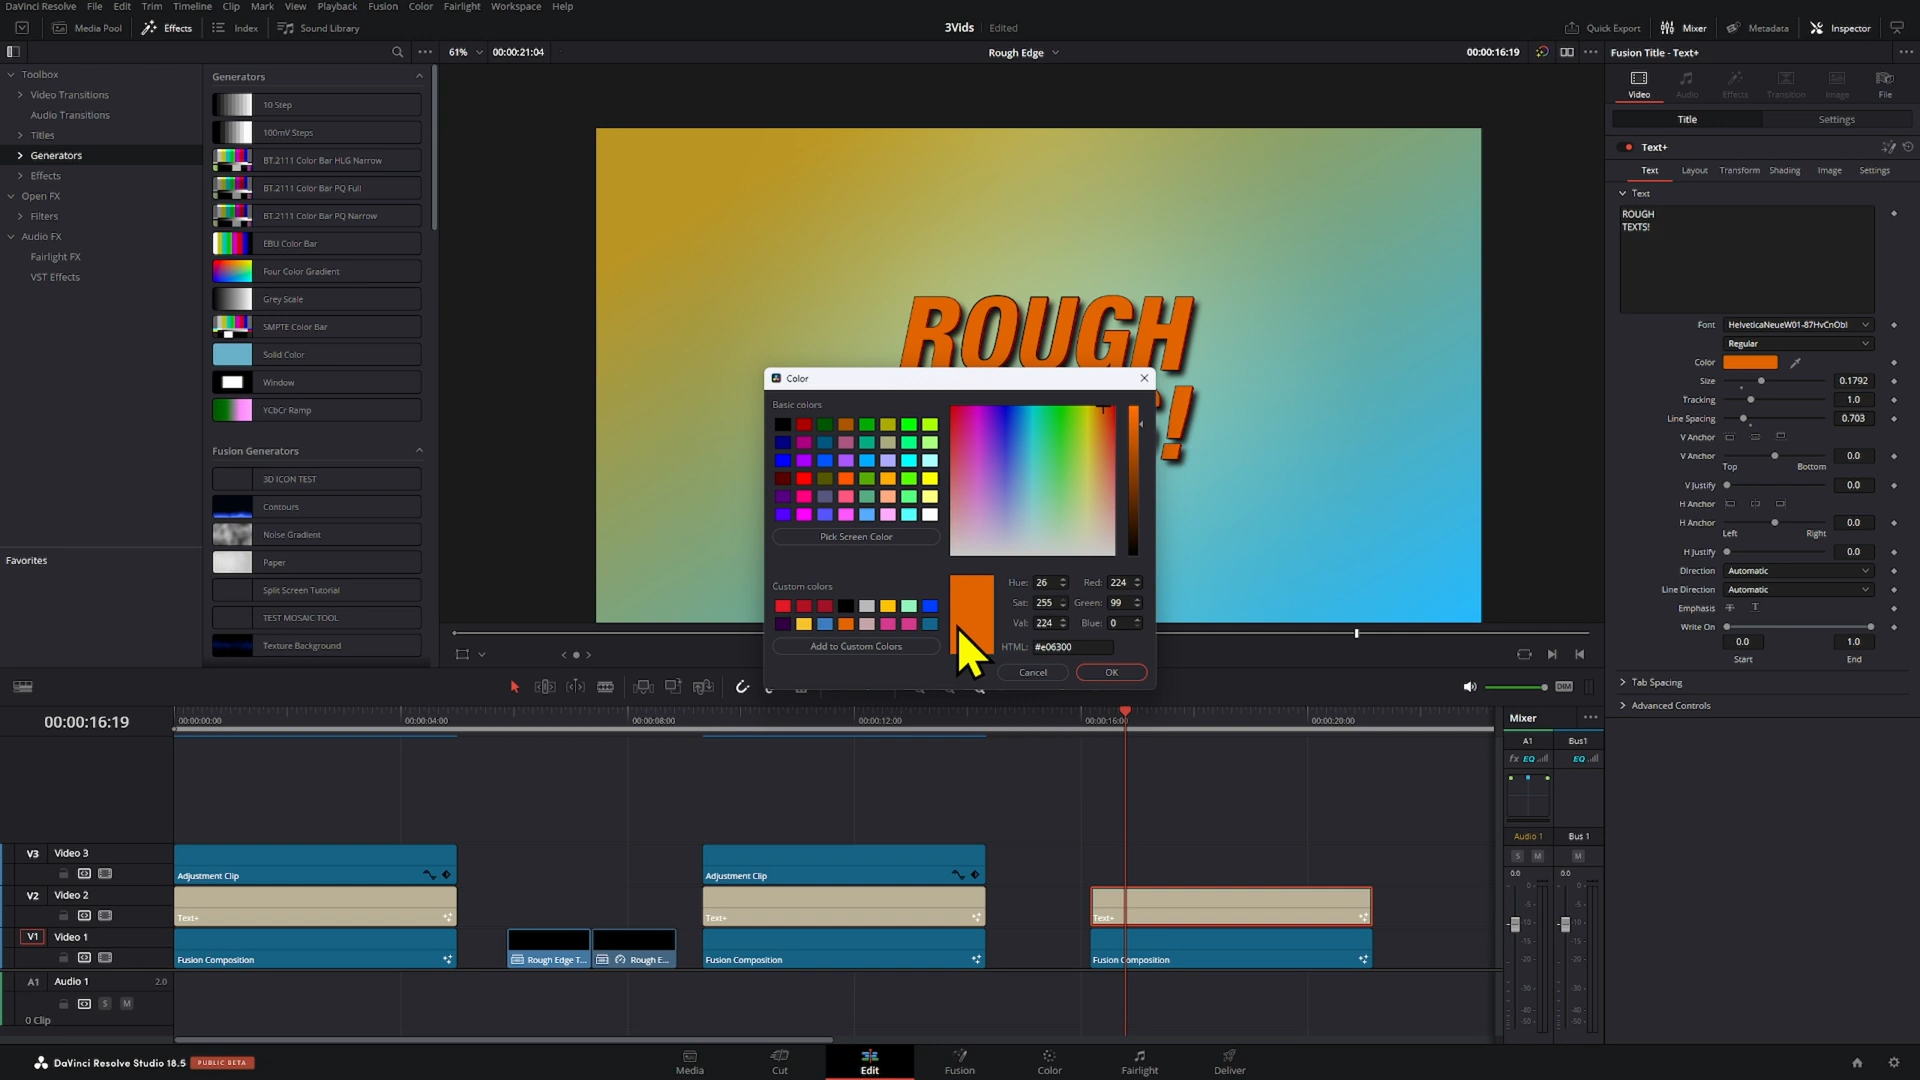 DaVinci Resolve File Edit Trim Timeline Clip Mark View Playback Fusion Color Fairlight Workspace Help
Media Pool Effects Index Sound Library
3Vids Edited
Quick Export Mixer Metadata Inspector
61% 00:00:21:04
Rough Edge
00:00:16:19
Fusion Title - Text+
Toolbox
Video Transitions
Audio Transitions
Titles
Generators
Effects
Open FX
Filters
Audio FX
Fairlight FX
VST Effects
Favorites
Generators
10 Step
100mV Steps
BT.2111 Color Bar HLG Narrow
BT.2111 Color Bar PQ Full
BT.2111 Color Bar PQ Narrow
EBU Color Bar
Four Color Gradient
Grey Scale
SMPTE Color Bar
Solid Color
Window
YCbCr Ramp
Fusion Generators
3D ICON TEST
Contours
Noise Gradient
Paper
Split Screen Tutorial
TEST MOSAIC TOOL
Texture Background
ROUGH
!
Color
Basic colors
Pick Screen Color
Custom colors
Add to Custom Colors
Hue: 26 Red: 224
Sat: 255 Green: 99
Val: 224 Blue: 0
HTML: #e06300
Cancel OK
Video Audio Effects Transition Image File
Title Settings
Text+
Text Layout Transform Shading Image Settings
Text
ROUGH
TEXTS!
Font HelveticaNeueW01-87HvCnObl
Regular
Color
Size 0.1792
Tracking 1.0
Line Spacing 0.703
V Anchor
V Anchor 0.0
Top Bottom
V Justify 0.0
H Anchor
H Anchor 0.0
Left Right
H Justify 0.0
Direction Automatic
Line Direction Automatic
Emphasis T T
Write On
0.0 1.0
Start End
Tab Spacing
Advanced Controls
DIM
00:00:16:19
00:00:00:00 00:00:04:00 00:00:08:00 00:00:12:00 00:00:16:00 00:00:20:00
V3 Video 3
Adjustment Clip Adjustment Clip
V2 Video 2
Text+ Text+ Text+
V1 Video 1
Fusion Composition Rough Edge T... Rough E... Fusion Composition Fusion Composition
A1 Audio 1 2.0
S M
0 Clip
Mixer
A1 Bus1
fx EQ EQ
Audio 1 Bus 1
S M M
0.0 0.0
DaVinci Resolve Studio 18.5 PUBLIC BETA
Media Cut Edit Fusion Color Fairlight Deliver